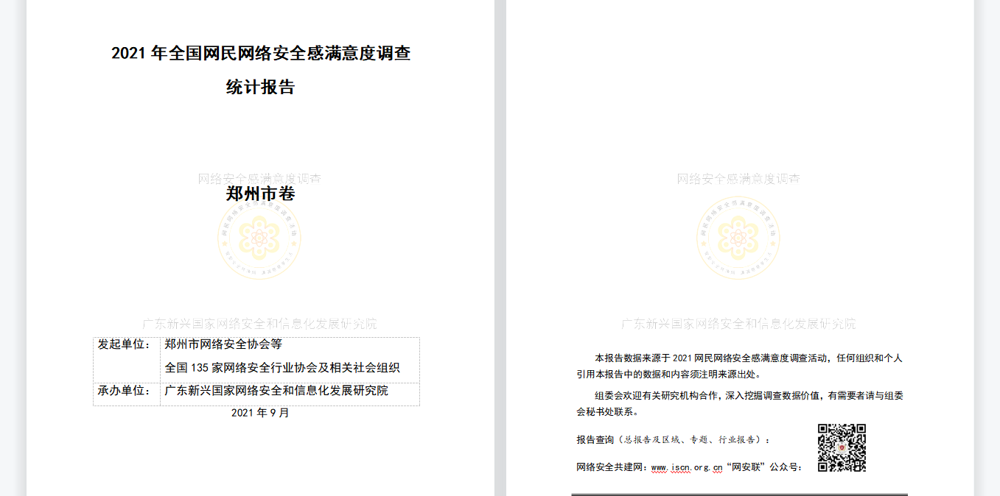 2021 年全国网民网络安全感满意度调查
统计报告
网络安全感满意度调查
郑州市卷
广东新兴国家网络安全和信息化发展研究院
发起单位： 郑州市网络安全协会等
全国 135 家网络安全行业协会及相关社会组织
承办单位： 广东新兴国家网络安全和信息化发展研究院
2021 年 9 月
网络安全感满意度调查
广东新兴国家网络安全和信息化发展研究院
本报告数据来源于 2021 网民网络安全感满意度调查活动，任何组织和个人
引用本报告中的数据和内容须注明来源出处。
组委会欢迎有关研究机构合作，深入挖掘调查数据价值，有需要者请与组委
会秘书处联系。
报告查询（总报告及区域、专题、行业报告）：
网络安全共建网：www.iscn.org.cn “网安联”公众号：